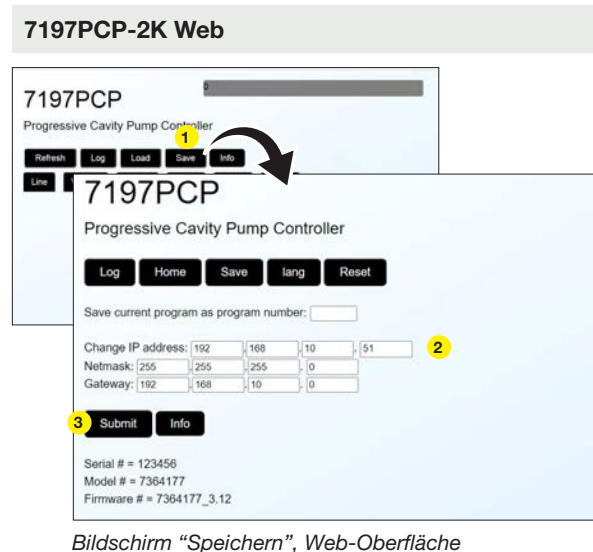 7197PCP-2K Web
0
7197PCP
Progressive Cavity Pump Controller
1
Refresh Log Load Save Info
Line
7197PCP
Progressive Cavity Pump Controller
Log Home Save lang Reset
Save current program as program number:
Change IP address: 192 . 168 . 10 . 51 2
Netmask: 255 . 255 . 255 . 0
Gateway: 192 . 168 . 10 . 0
3 Submit Info
Serial # = 123456
Model # = 7364177
Firmware # = 7364177_3.12
Bildschirm “Speichern”, Web-Oberfläche